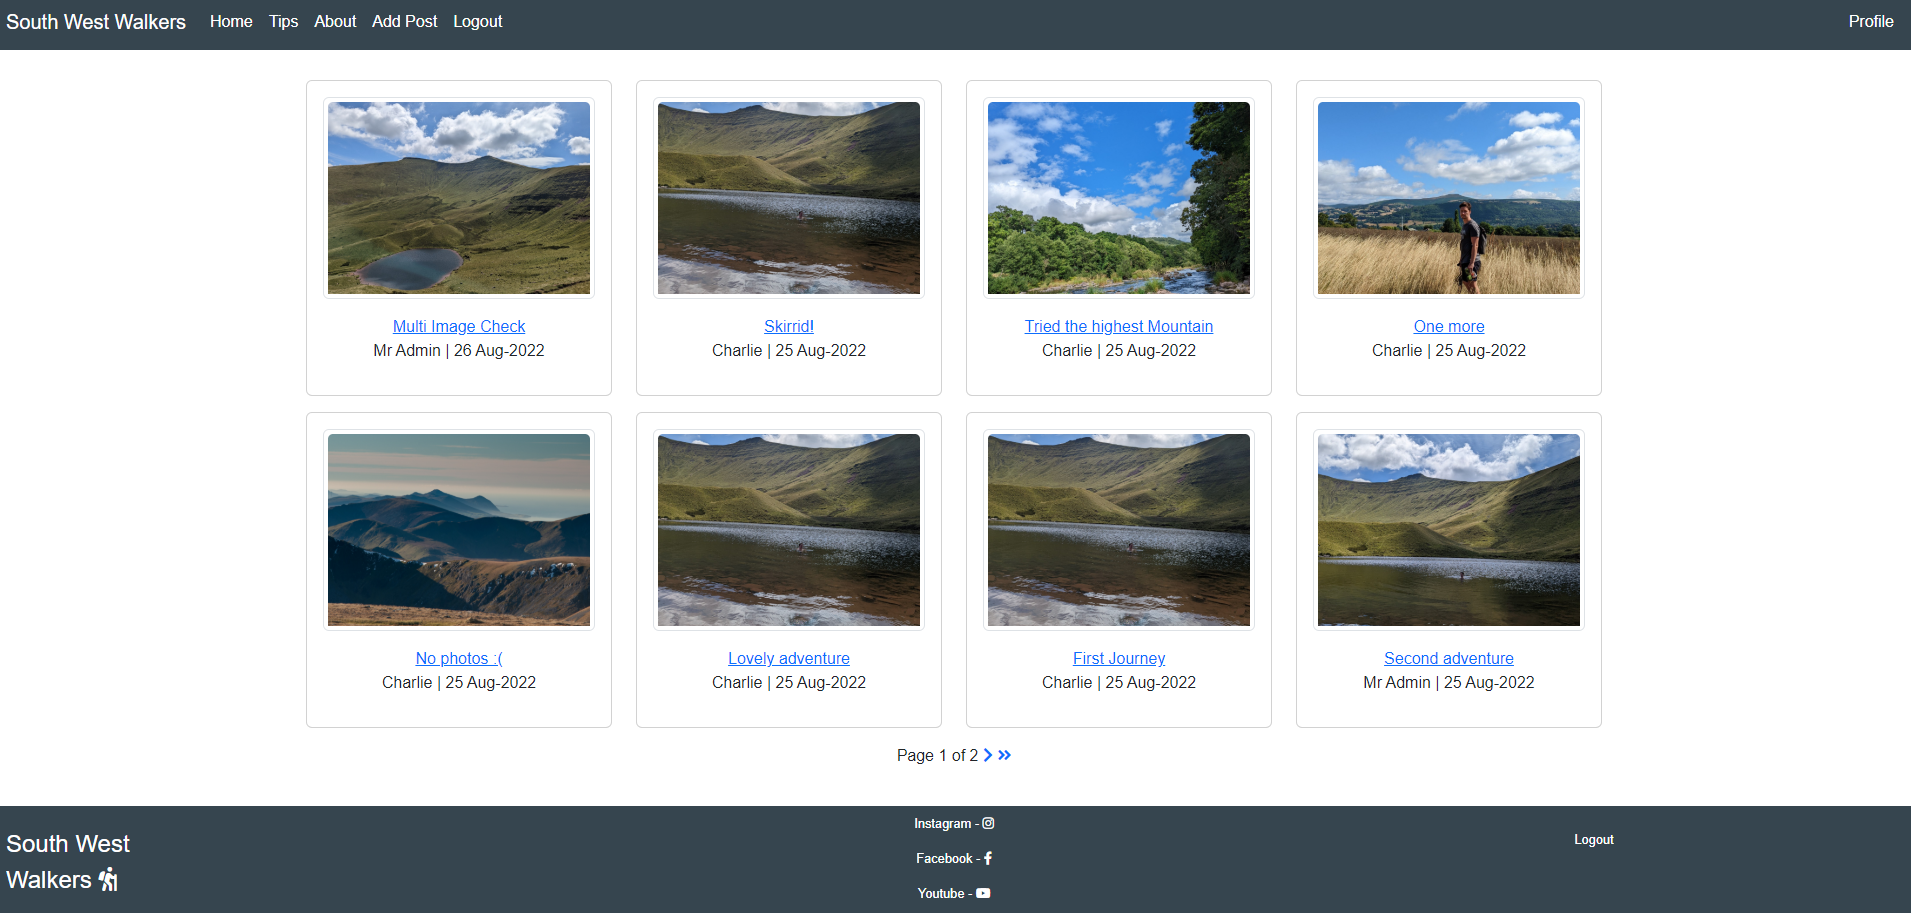 South West Walkers Home Tips About Add Post Logout Profile
Multi Image Check
Mr Admin | 26 Aug-2022
Skirrid!
Charlie | 25 Aug-2022
Tried the highest Mountain
Charlie | 25 Aug-2022
One more
Charlie | 25 Aug-2022
No photos :(
Charlie | 25 Aug-2022
Lovely adventure
Charlie | 25 Aug-2022
First Journey
Charlie | 25 Aug-2022
Second adventure
Mr Admin | 25 Aug-2022
Page 1 of 2
South West
Walkers
Instagram -
Facebook -
Youtube -
Logout